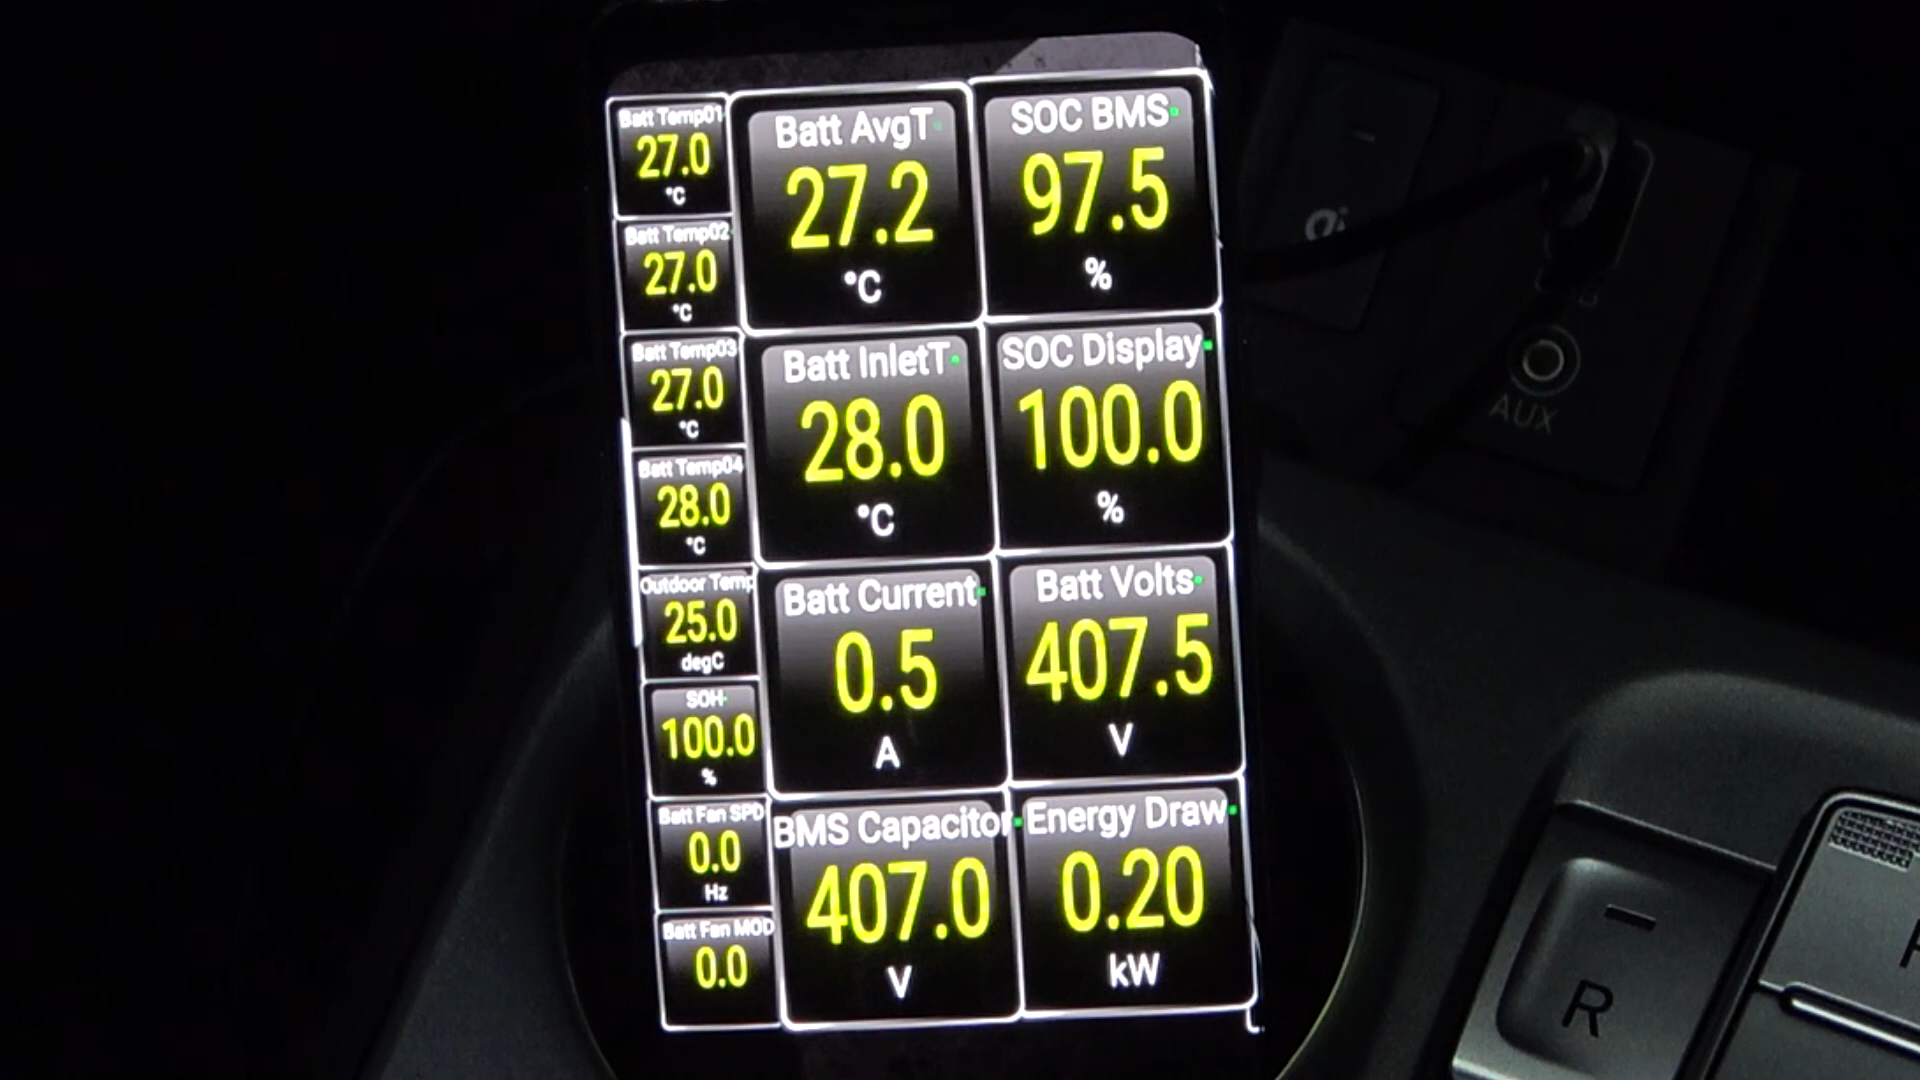 Batt Temp01
27.0
°C
Batt Temp02
27.0
°C
Batt Temp03
27.0
°C
Batt Temp04
28.0
°C
Outdoor Temp
25.0
degC
SOH
100.0
%
Batt Fan SPD
0.0
Hz
Batt Fan MOD
0.0
Batt AvgT
27.2
°C
SOC BMS
97.5
%
Batt InletT
28.0
°C
SOC Display
100.0
%
Batt Current
0.5
A
Batt Volts
407.5
V
BMS Capacitor
407.0
V
Energy Draw
0.20
kW
AUX
R